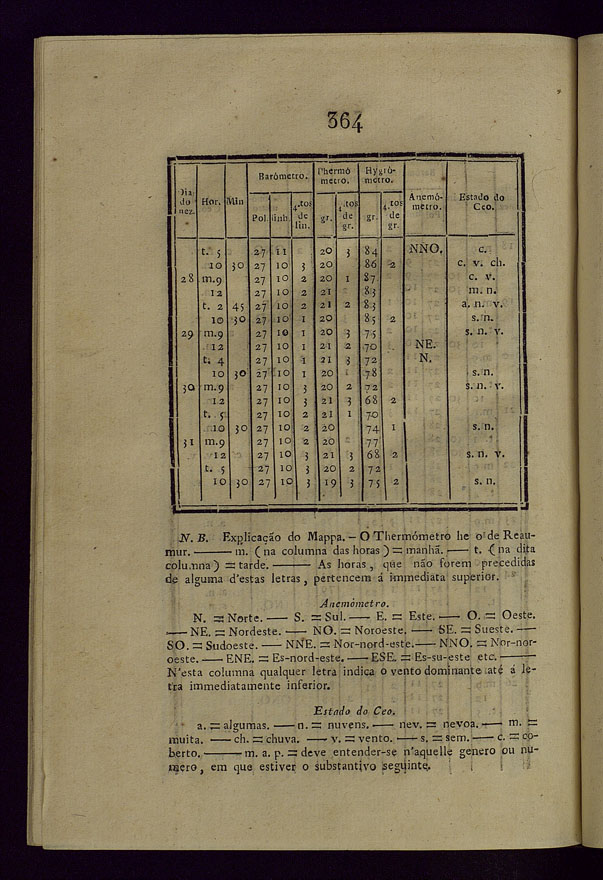 364
Barómetro. Thermómetro. Hygrómetro.
Dia do mez. Hor. Min Pol. linh. 4.tos de lin. gr. 4.tos de gr. gr. 4.tos de gr. Anemómetro. Estado do Ceo.
t. 5 27 11 20 3 84 NNO. c.
10 30 27 10 3 20 86 2 c. v. ch.
28 m.9 27 10 2 20 1 87 c. v.
12 27 10 2 21 83 m. n.
t. 2 45 27 10 2 21 2 83 a. n. v.
10 30 27 10 1 20 85 2 s. n.
29 m.9 27 10 1 20 3 75 s. n. v.
12 27 10 1 21 2 70 NE.
t. 4 27 10 1 21 3 72 N.
10 30 27 10 1 20 78 s. n.
30 m.9 27 10 3 20 2 72 s. n. v.
12 27 10 3 21 3 68 2
t. 5 27 10 2 21 1 70
10 30 27 10 2 20 74 1 s. n.
31 m.9 27 10 2 20 77
12 27 10 3 21 3 68 2 s. n. v.
t. 5 27 10 3 20 2 72
10 30 27 10 3 19 3 75 2 s. n.
N. B. Explicação do Mappa. — O Thermómetro he o de Reau-
mur. — m. (na columna das horas) = manhã. — t. (na dita
columna) = tarde. — As horas, que não forem precedidas
de alguma d'estas letras, pertencem á immediata superior.
Anemómetro.
N. = Norte. — S. = Sul. — E. = Este. — O. = Oeste.
— NE. = Nordeste. — NO. = Noroeste. — SE. = Sueste. —
SO. = Sudoeste. — NNE. = Nor-nord-este. — NNO. = Nor-nor-
oeste. — ENE. = Es-nord-este. — ESE. = Es-su-este etc. —
N'esta columna qualquer letra indica o vento dominante até á le-
tra immediatamente inferior.
Estado do Ceo.
a. = algumas. — n. = nuvens. — nev. = nevoa. — m. =
muita. — ch. = chuva. — v. = vento. — s. = sem. — c. = co-
berto. — m. a. p. = deve entender-se n'aquelle genero ou nu-
mero, em que estiver o substantivo seguinte.